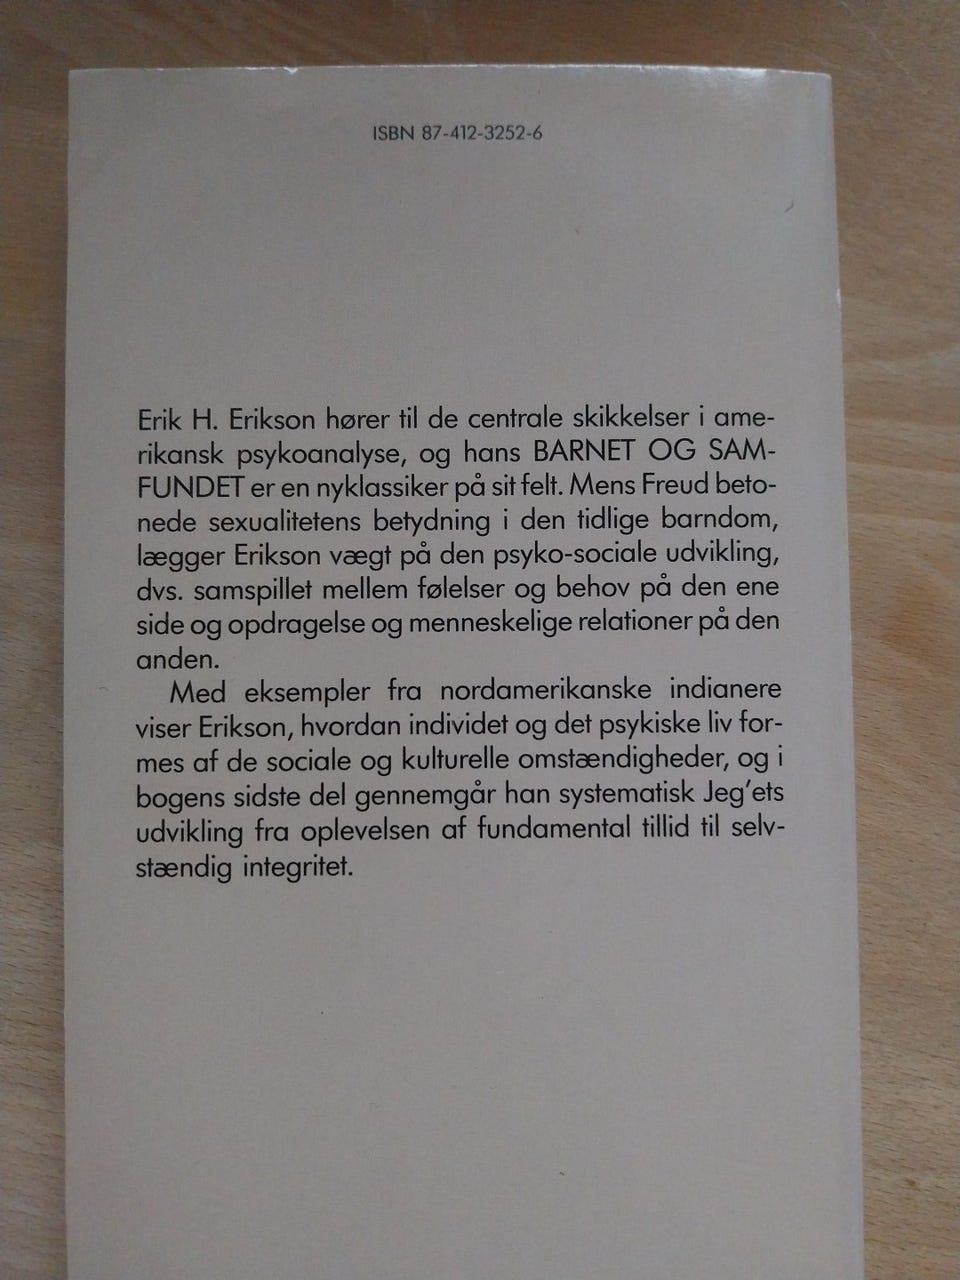 ISBN 87-412-3252-6
Erik H. Erikson hører til de centrale skikkelser i ame-
rikansk psykoanalyse, og hans BARNET OG SAM-
FUNDET er en nyklassiker på sit felt. Mens Freud beto-
nede sexualitetens betydning i den tidlige barndom,
lægger Erikson vægt på den psyko-sociale udvikling,
dvs. samspillet mellem følelser og behov på den ene
side og opdragelse og menneskelige relationer på den
anden.
Med eksempler fra nordamerikanske indianere
viser Erikson, hvordan individet og det psykiske liv for-
mes af de sociale og kulturelle omstændigheder, og i
bogens sidste del gennemgår han systematisk Jeg'ets
udvikling fra oplevelsen af fundamental tillid til selv-
stændig integritet.